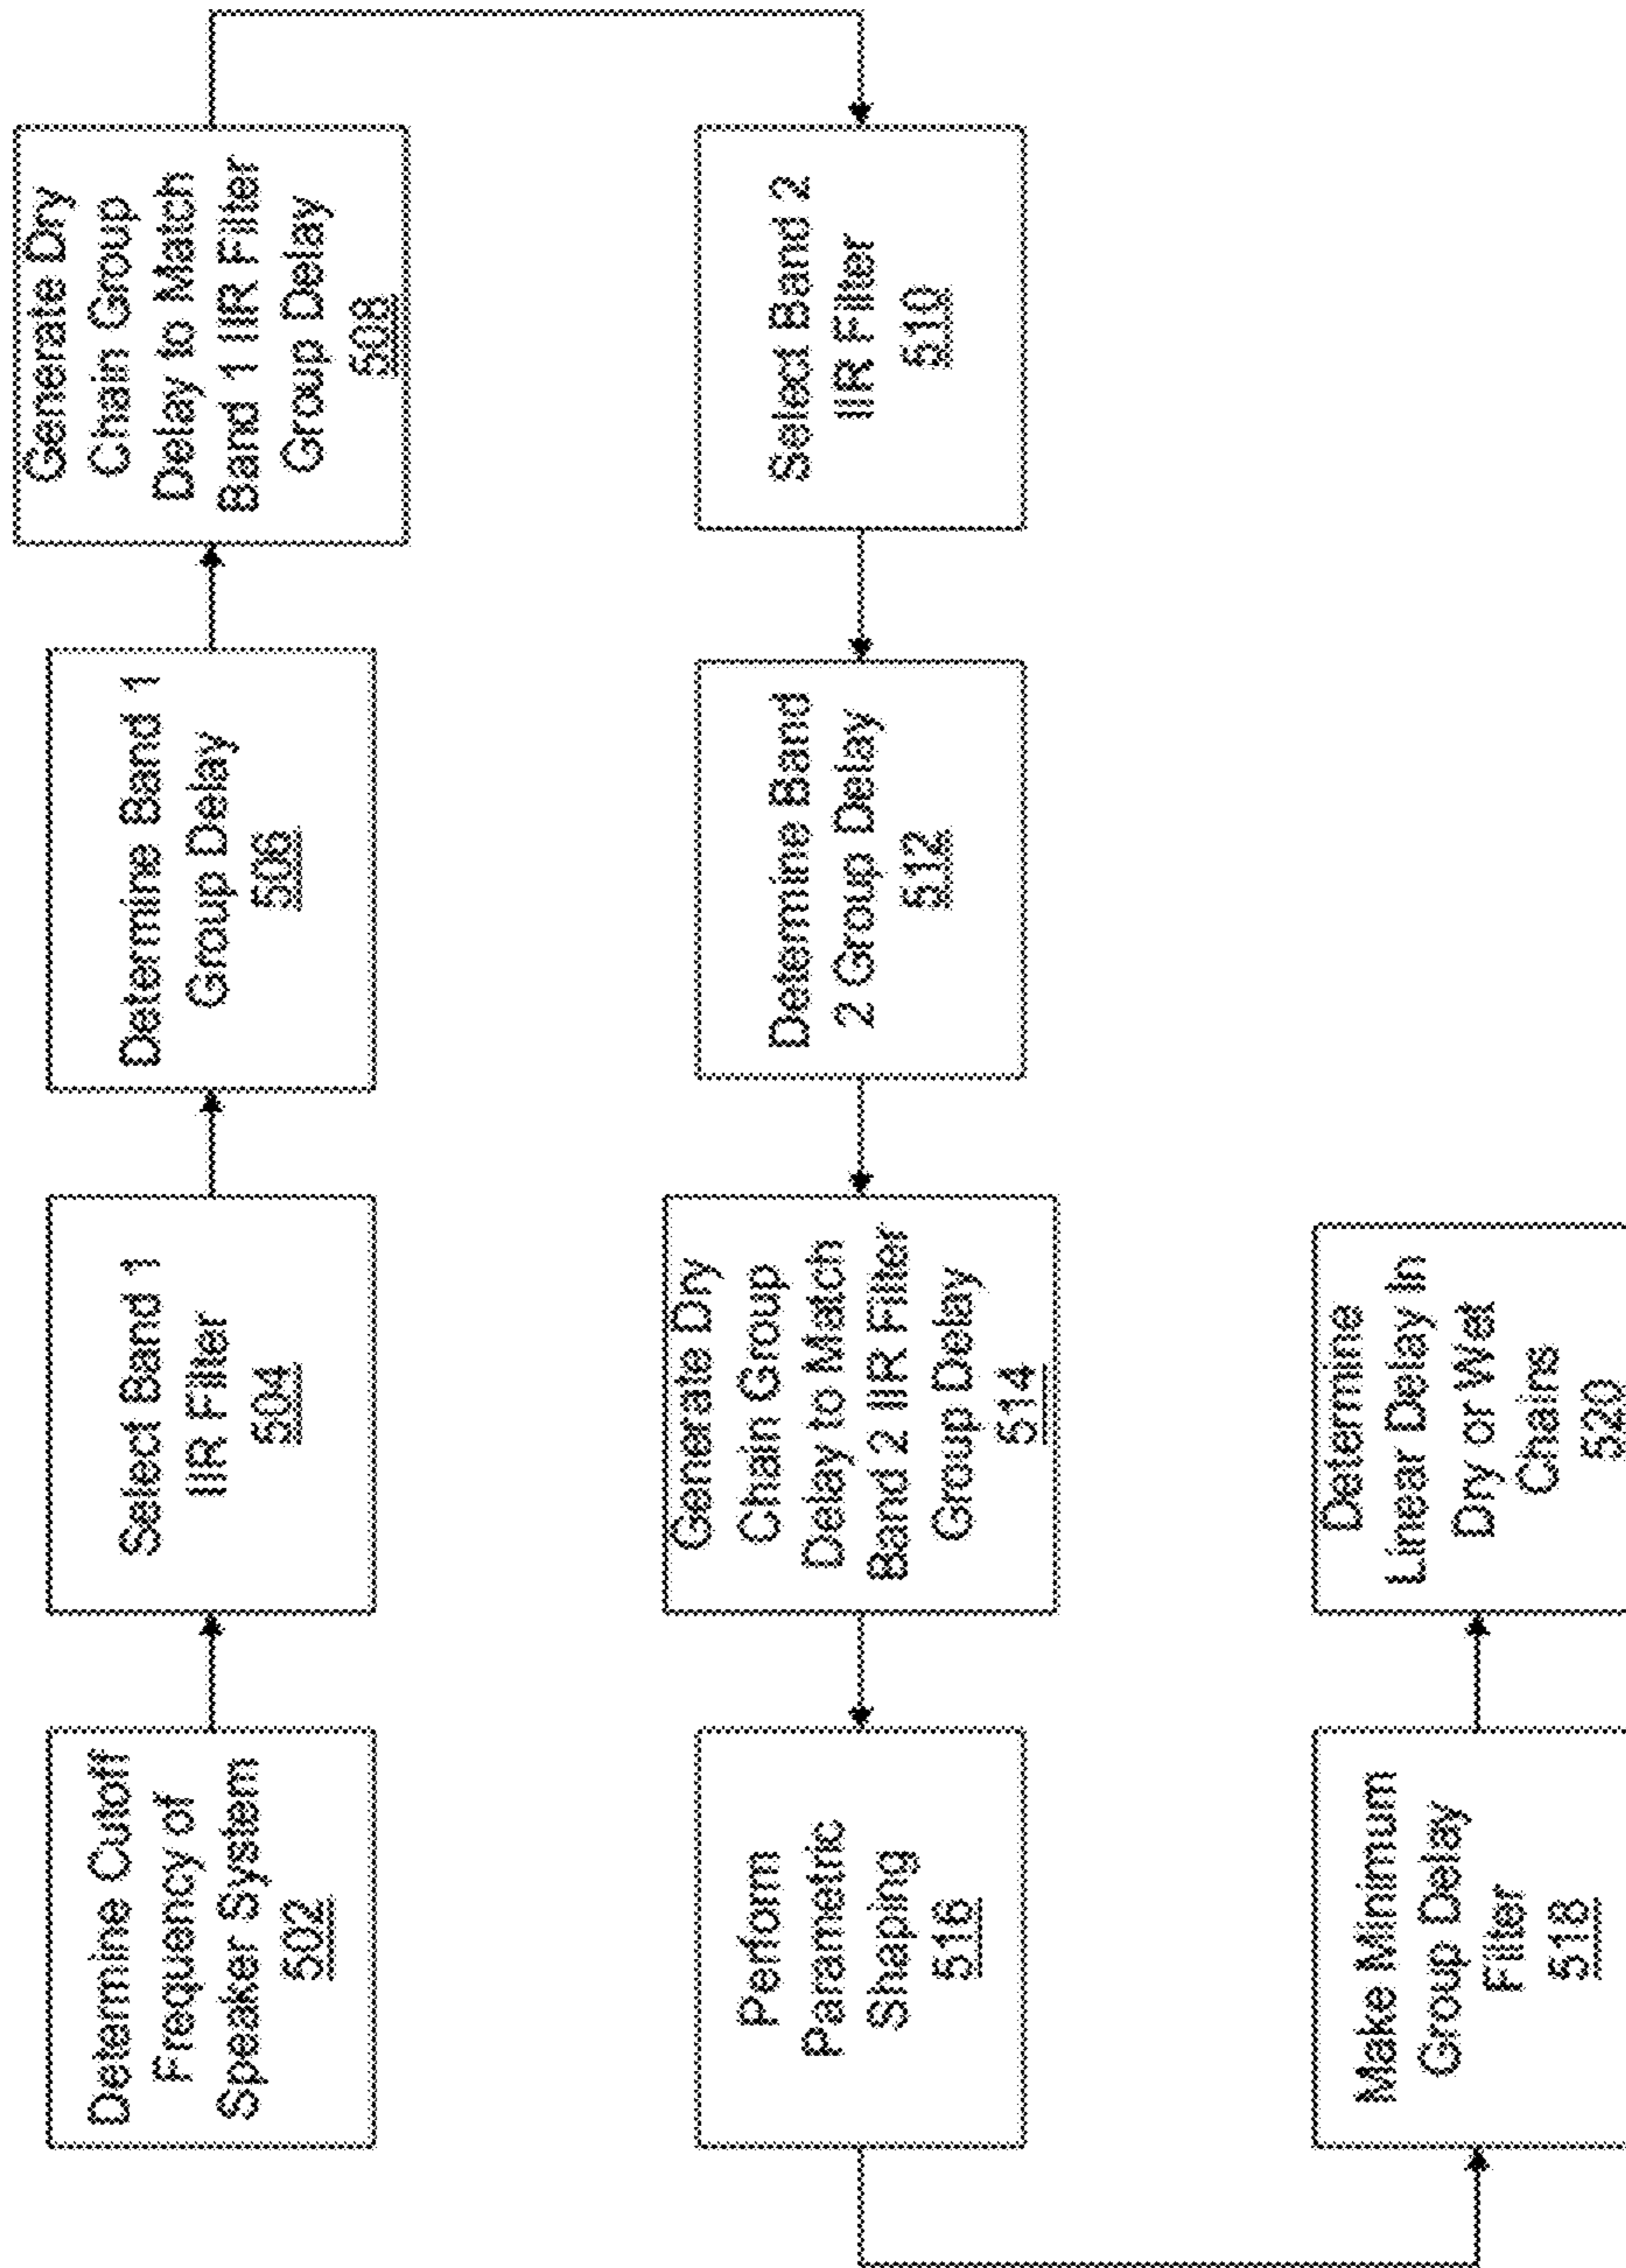 Determine Cutoff
Frequency of
Speaker System
502
Select Band 1
IIR Filter
504
Determine Band 1
Group Delay
506
Generate Dry
Chain Group
Delay to Match
Band 1 IIR Filter
Group Delay
508
Select Band 2
IIR Filter
510
Determine Band
2 Group Delay
512
Generate Dry
Chain Group
Delay to Match
Band 2 IIR Filter
Group Delay
514
Perform
Parametric
Shaping
516
Make Minimum
Group Delay
Filter
518
Determine
Linear Delay In
Dry or Wet
Chains
520